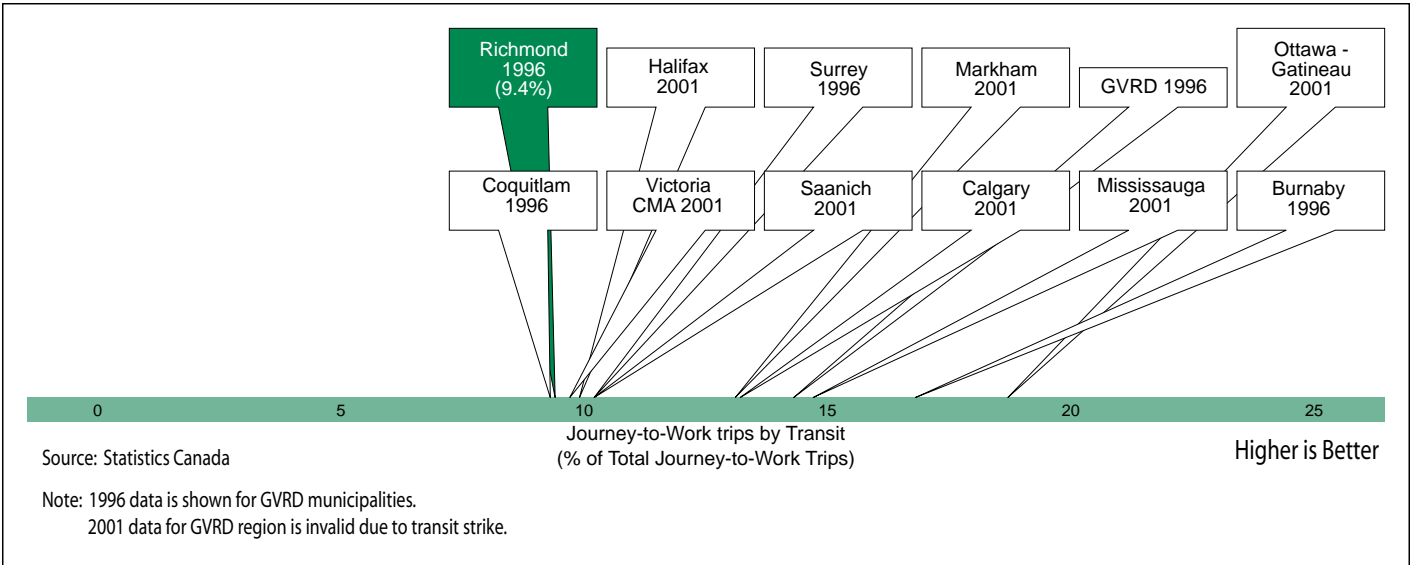 Richmond
1996
(9.4%)
Halifax
2001
Surrey
1996
Markham
2001
GVRD 1996
Ottawa -
Gatineau
2001
Coquitlam
1996
Victoria
CMA 2001
Saanich
2001
Calgary
2001
Mississauga
2001
Burnaby
1996
0 5 10 15 20 25
Journey-to-Work trips by Transit
(% of Total Journey-to-Work Trips)
Higher is Better
Source: Statistics Canada
Note: 1996 data is shown for GVRD municipalities.
2001 data for GVRD region is invalid due to transit strike.